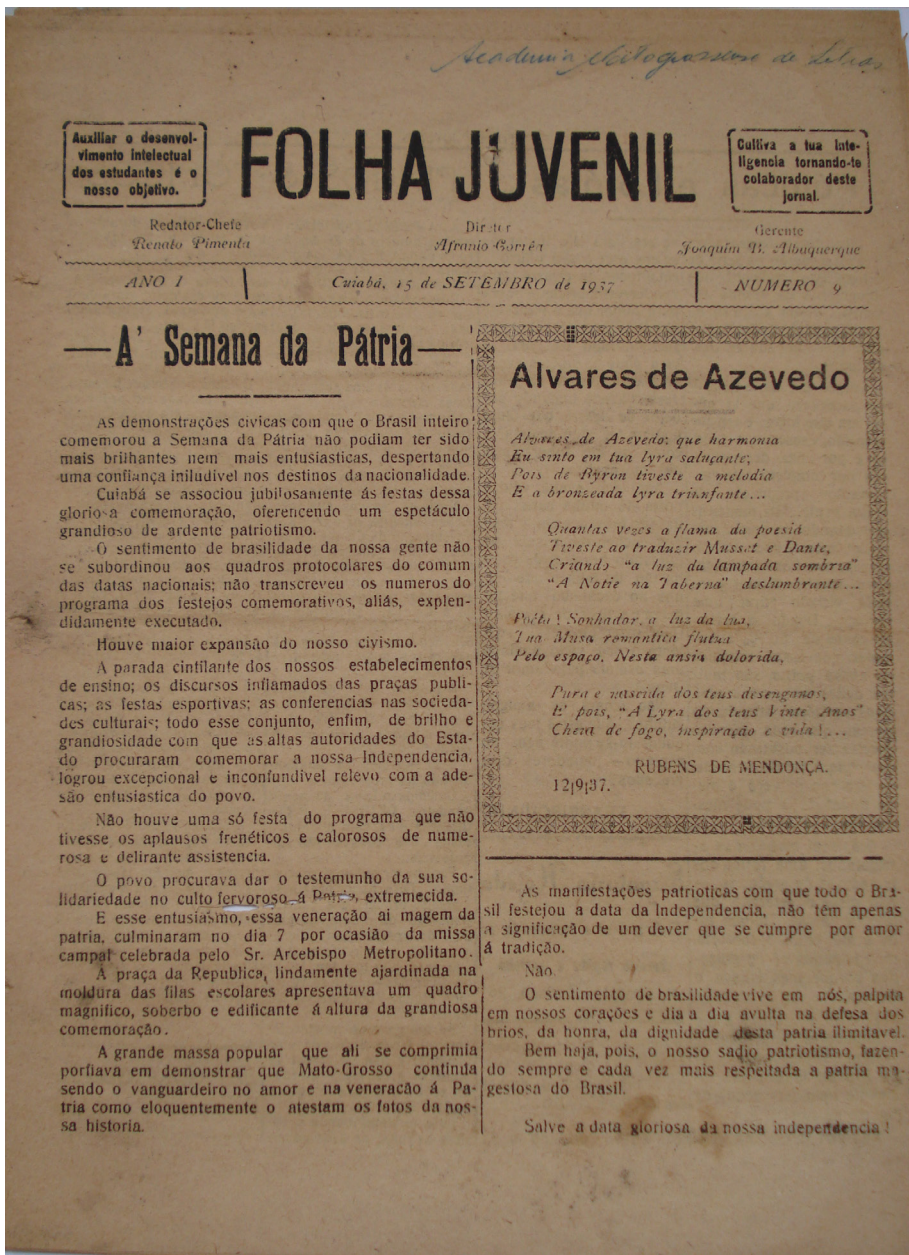 Academia Matogrossense de Letras
Auxiliar o desenvol-
vimento intelectual
dos estudantes é o
nosso objetivo.
FOLHA JUVENIL
Cultiva a tua inte-
ligencia tornando-te
colaborador deste
jornal.
Redator-Chefe
Renato Pimenta
Diretor
Afranio Corrêa
Gerente
Joaquim B. Albuquerque
ANO I
Cuiabá, 15 de SETEMBRO de 1937
NUMERO 9
A' Semana da Pátria
As demonstrações civicas com que o Brasil inteiro
comemorou a Semana da Pátria não podiam ter sido
mais brilhantes nem mais entusiasticas, despertando
uma confiança iniludivel nos destinos da nacionalidade.
Cuiabá se associou jubilosamente ás festas dessa
gloriosa comemoração, oferencendo um espetáculo
grandioso de ardente patriotismo.
O sentimento de brasilidade da nossa gente não
se subordinou aos quadros protocolares do comum
das datas nacionais; não transcreveu os numeros do
programa dos festejos comemorativos, aliás, explen-
didamente executado.
Houve maior expansão do nosso civismo.
A parada cintilante dos nossos estabelecimentos
de ensino; os discursos inflamados das praças publi-
cas; as festas esportivas; as conferencias nas socieda-
des culturais; todo esse conjunto, enfim, de brilho e
grandiosidade com que as altas autoridades do Esta-
do procuraram comemorar a nossa Independencia,
logrou excepcional e inconfundivel relevo com a ade-
são entusiastica do povo.
Não houve uma só festa do programa que não
tivesse os aplausos frenéticos e calorosos de nume-
rosa e delirante assistencia.
O povo procurava dar o testemunho da sua so-
lidariedade no culto fervoroso á Patria, extremecida.
E esse entusiasmo, essa veneração ai magem da
patria, culminaram no dia 7 por ocasião da missa
campal celebrada pelo Sr. Arcebispo Metropolitano.
A praça da Republica, lindamente ajardinada na
moldura das filas escolares apresentava um quadro
magnifico, soberbo e edificante á altura da grandiosa
comemoração.
A grande massa popular que ali se comprimia
porfiava em demonstrar que Mato-Grosso continúa
sendo o vanguardeiro no amor e na veneracão á Pa-
tria como eloquentemente o atestam os fatos da nos-
sa historia.
Alvares de Azevedo
Alvares de Azevedo: que harmonia
Eu sinto em tua lyra saluçante,
Pois de Byron tiveste a melodia
E a bronzeada lyra triunfante...
Quantas vezes a flama da poesia
Tiveste ao traduzir Musset e Dante,
Criando "a luz da lampada sombria"
"A Notie na Taberna" deslumbrante...
Poéta! Sonhador, a luz da lua,
Tua Musa romantica flutua
Pelo espaço, Nesta ansia dolorida,
Pura e nascida dos teus desenganos,
E' pois, "A Lyra dos teus Vinte Anos"
Cheia de fogo, inspiração e vida!...
RUBENS DE MENDONÇA.
12|9|37.
As manifestações patrioticas com que todo o Bra-
sil festejou a data da Independencia, não têm apenas
a significação de um dever que se cumpre por amor
á tradição.
Não
O sentimento de brasilidade vive em nós, palpita
em nossos corações e dia a dia avulta na defesa dos
brios, da honra, da dignidade desta patria ilimitavel.
Bem haja, pois, o nosso sadio patriotismo, fazen-
do sempre e cada vez mais respeitada a patria ma-
gestosa do Brasil.
Salve a data gloriosa da nossa independencia!